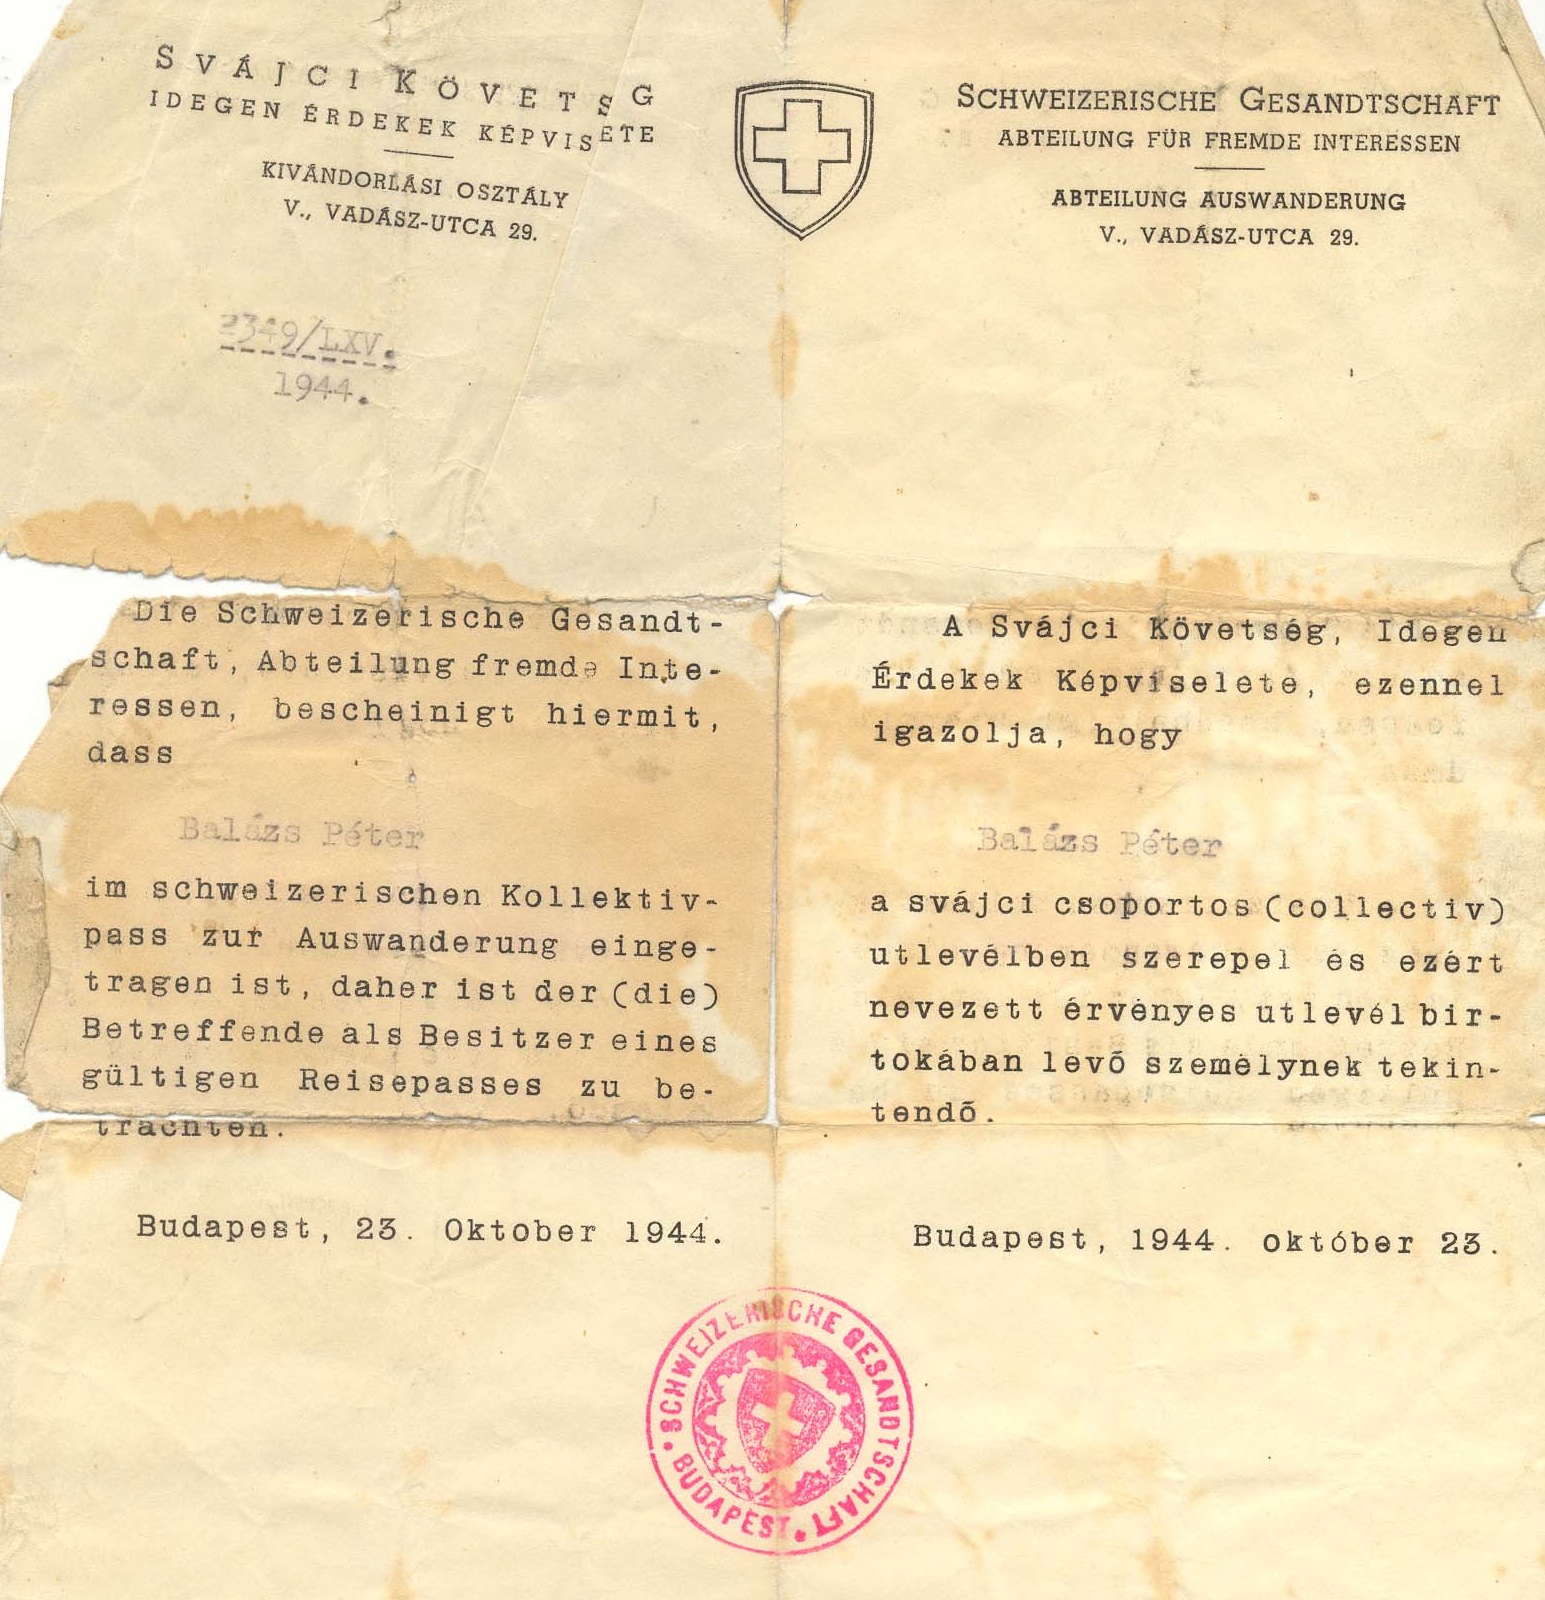 SVÁJCI KÖVETS G
IDEGEN ÉRDEKEK KÉPVISETE
KIVÁNDORLÁSI OSZTÁLY
V., VADÁSZ-UTCA 29.
SCHWEIZERISCHE GESANDTSCHAFT
ABTEILUNG FÜR FREMDE INTERESSEN
ABTEILUNG AUSWANDERUNG
V., VADÁSZ-UTCA 29.
2349/LXV.
1944.
Die Schweizerische Gesandt-
schaft, Abteilung fremde Inte-
ressen, bescheinigt hiermit,
dass
Balázs Péter
im schweizerischen Kollektiv-
pass zur Auswanderung einge-
tragen ist, daher ist der (die)
Betreffende als Besitzer eines
gültigen Reisepasses zu be-
trachten.
Budapest, 23. Oktober 1944.
A Svájci Követség, Idegen
Érdekek Képviselete, ezennel
igazolja, hogy
Balázs Péter
a svájci csoportos (collectiv)
utlevélben szerepel és ezért
nevezett érvényes utlevél bir-
tokában levő személynek tekin-
tendő.
Budapest, 1944. október 23.
SCHWEIZERISCHE GESANDTSCHAFT
BUDAPEST